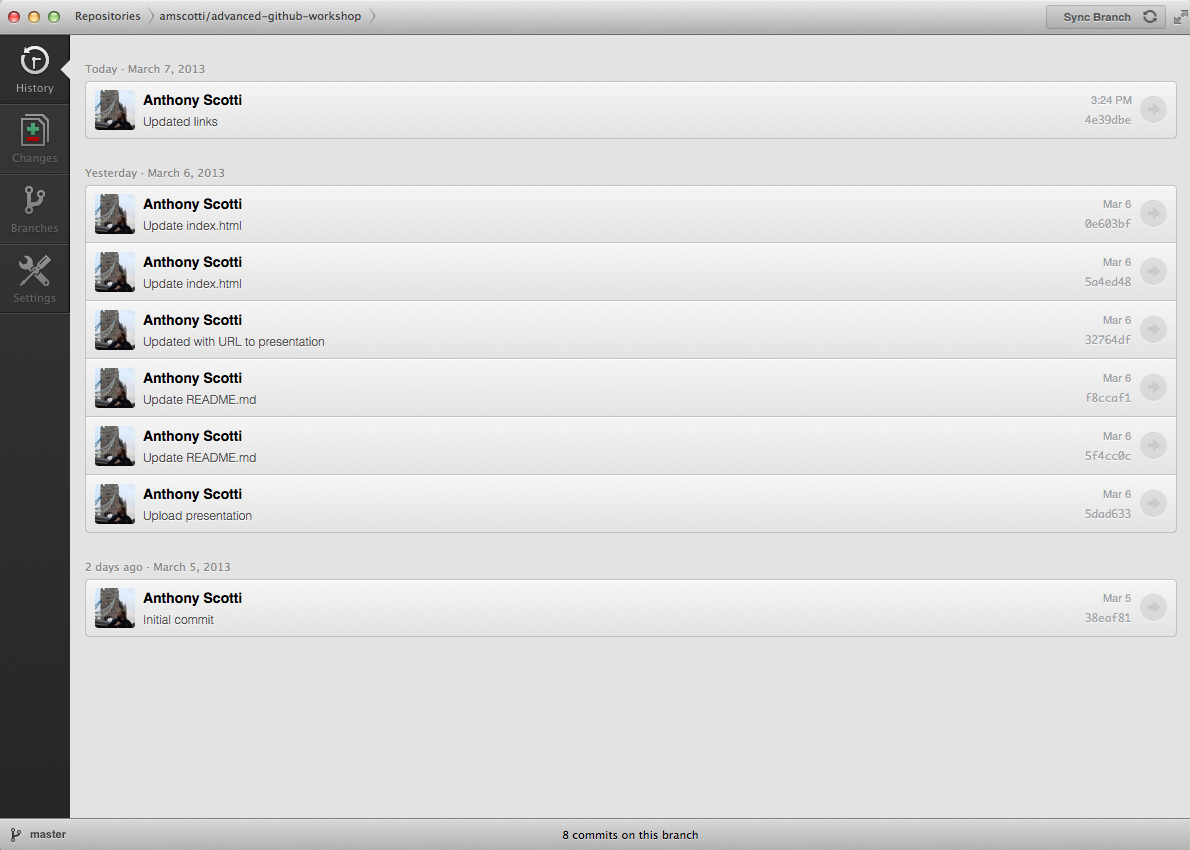 Repositories amscotti/advanced-github-workshop Sync Branch
History
Changes
Branches
Settings
Today · March 7, 2013
Anthony Scotti 3:24 PM
Updated links 4e39dbe
Yesterday · March 6, 2013
Anthony Scotti Mar 6
Update index.html 0e603bf
Anthony Scotti Mar 6
Update index.html 5a4ed48
Anthony Scotti Mar 6
Updated with URL to presentation 32764df
Anthony Scotti Mar 6
Update README.md f8ccaf1
Anthony Scotti Mar 6
Update README.md 5f4cc0c
Anthony Scotti Mar 6
Upload presentation 5dad633
2 days ago · March 5, 2013
Anthony Scotti Mar 5
Initial commit 38eaf81
master 8 commits on this branch